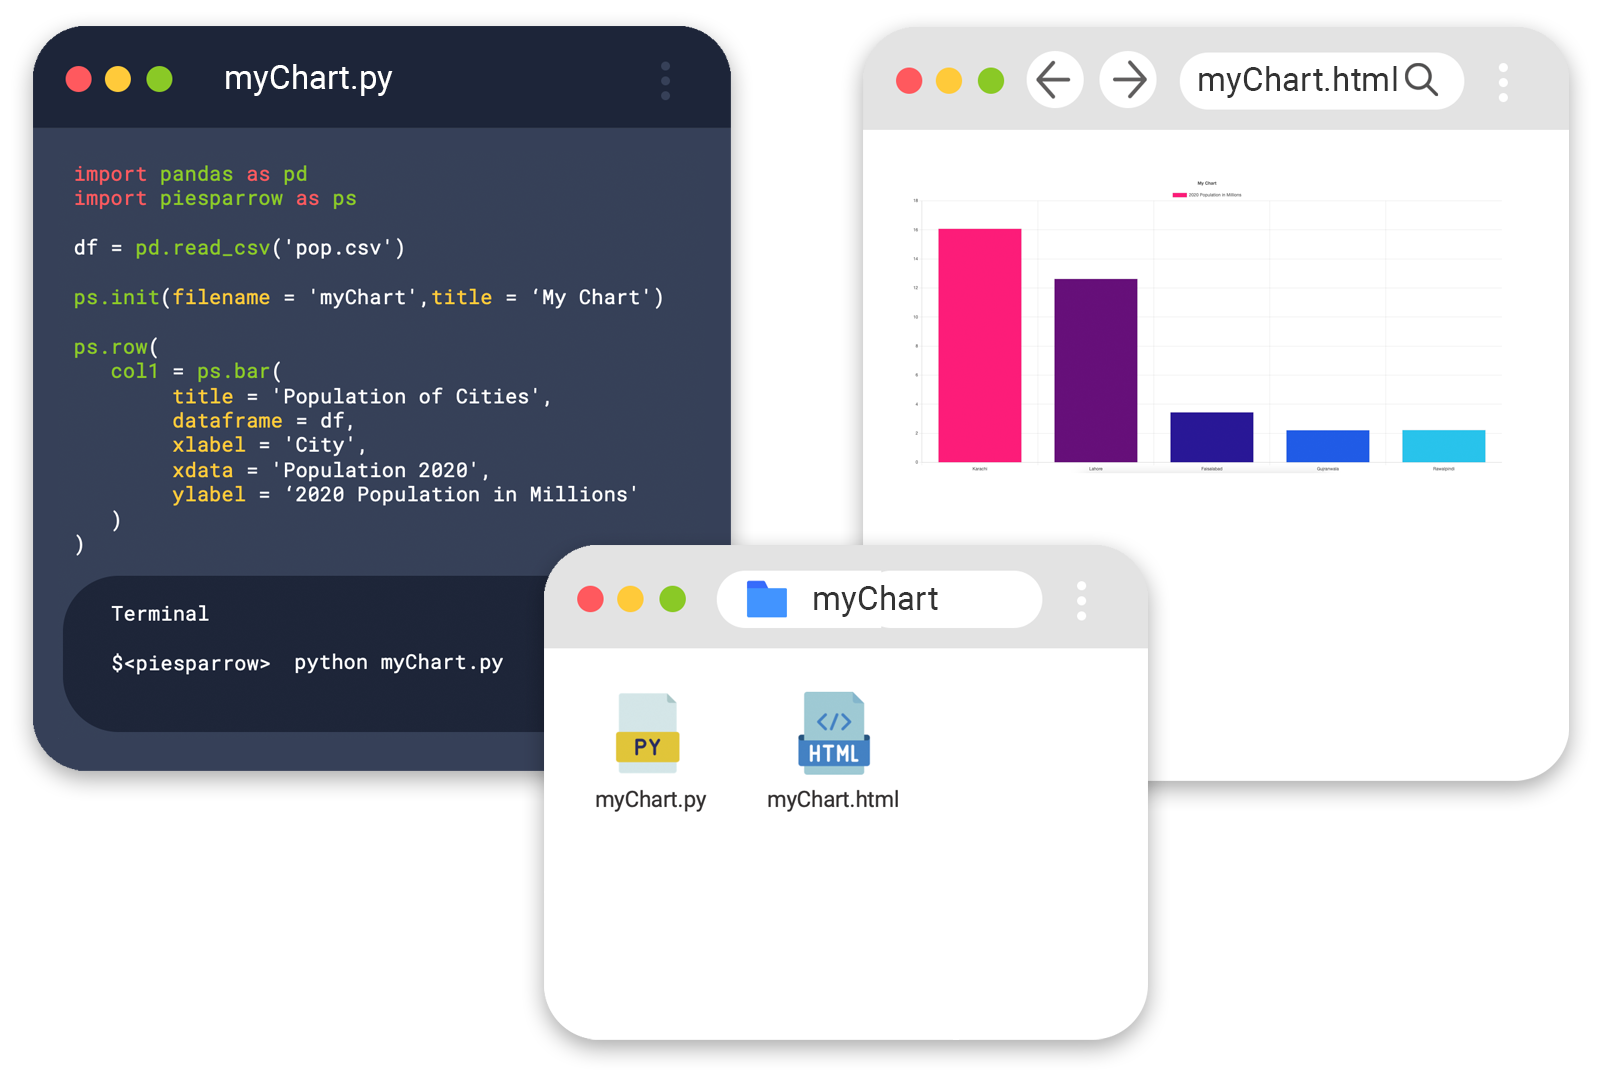 myChart.py
import pandas as pd
import piesparrow as ps
df = pd.read_csv('pop.csv')
ps.init(filename = 'myChart',title = ‘My Chart')
ps.row(
col1 = ps.bar(
title = 'Population of Cities',
dataframe = df,
xlabel = 'City',
xdata = 'Population 2020',
ylabel = ‘2020 Population in Millions'
)
)
Terminal
$<piesparrow> python myChart.py
myChart.html
My Chart
2020 Population in Millions
18
16
14
12
10
8
6
4
2
0
Karachi Lahore Faisalabad Gujranwala Rawalpindi
myChart
PY
</>
HTML
myChart.py myChart.html